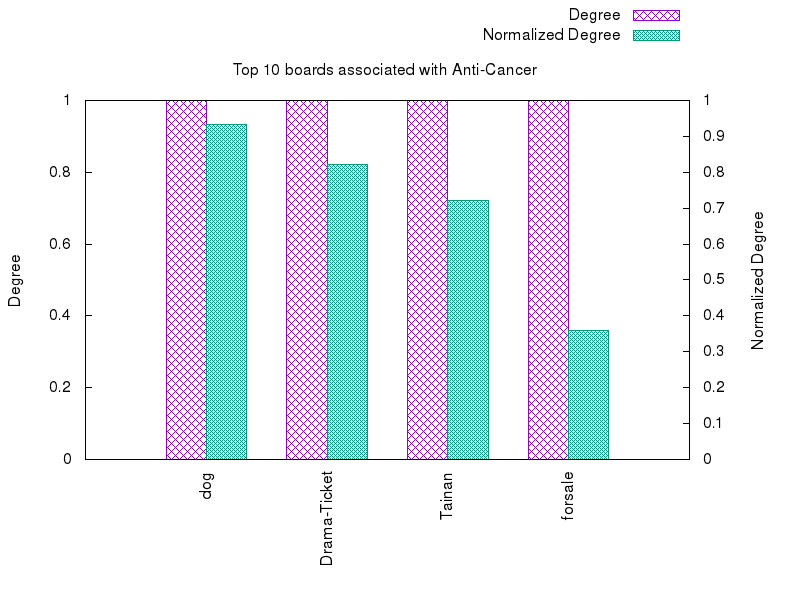 Degree
Normalized Degree
Top 10 boards associated with Anti-Cancer
1
0.8
0.6
0.4
0.2
0
Degree
1
0.9
0.8
0.7
0.6
0.5
0.4
0.3
0.2
0.1
0
Normalized Degree
dog
Drama-Ticket
Tainan
forsale